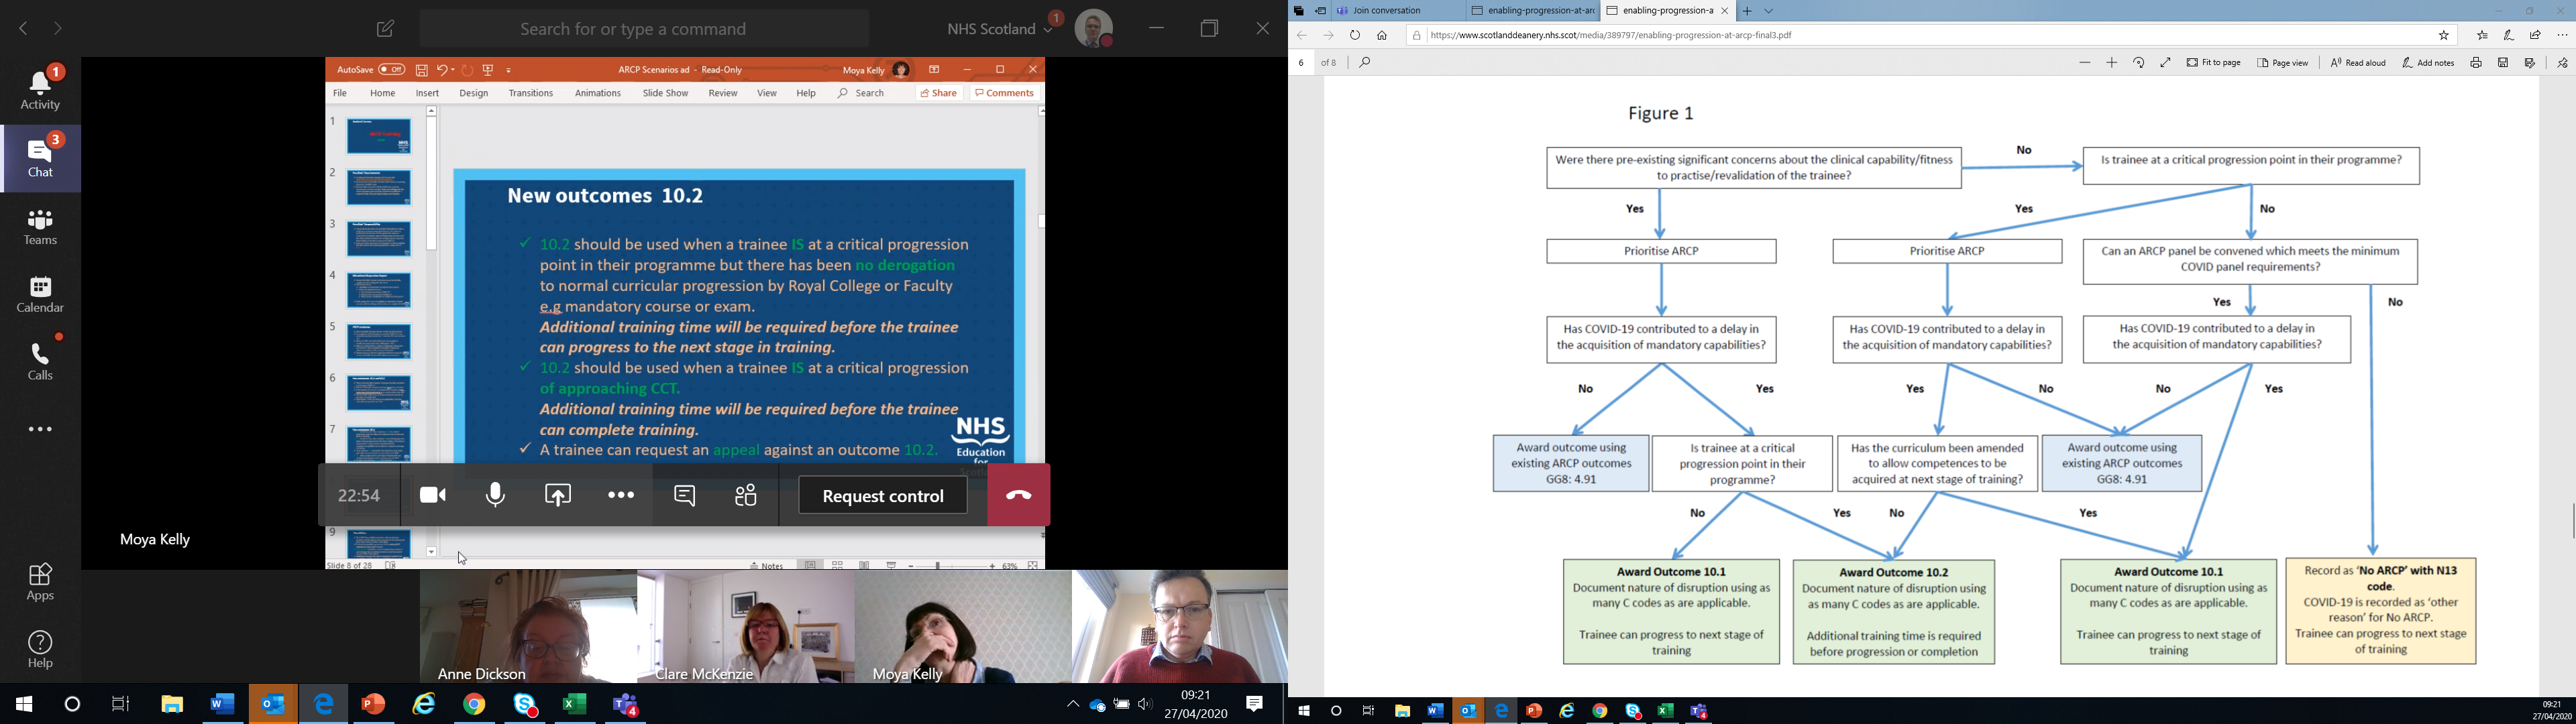 Search for or type a command
NHS Scotland
1
1
Activity
3
Chat
Teams
Calendar
Calls
Apps
Help
AutoSave Off
ARCP Scenarios ad - Read-Only
Moya Kelly
File Home Insert Design Transitions Animations Slide Show Review View Help Search Share Comments
1
2
3
4
5
6
7
9
New outcomes 10.2
✓ 10.2 should be used when a trainee IS at a critical progression
point in their programme but there has been no derogation
to normal curricular progression by Royal College or Faculty
e.g mandatory course or exam.
Additional training time will be required before the trainee
can progress to the next stage in training.
✓ 10.2 should be used when a trainee IS at a critical progression
of approaching CCT.
Additional training time will be required before the trainee
can complete training.
✓ A trainee can request an appeal against an outcome 10.2.
NHS
Education
for
22:54
Request control
Moya Kelly
Slide 8 of 28
Notes
63%
Anne Dickson
Clare McKenzie
Moya Kelly
09:21
27/04/2020
Join conversation
enabling-progression-at-arc
enabling-progression-a
https://www.scotlanddeanery.nhs.scot/media/389797/enabling-progression-at-arcp-final3.pdf
6 of 8
Fit to page
Page view
Read aloud
Add notes
Figure 1
Were there pre-existing significant concerns about the clinical capability/fitness
to practise/revalidation of the trainee?
No
Is trainee at a critical progression point in their programme?
Yes
Yes
No
Prioritise ARCP
Prioritise ARCP
Can an ARCP panel be convened which meets the minimum
COVID panel requirements?
Yes
No
Has COVID-19 contributed to a delay in
the acquisition of mandatory capabilities?
Has COVID-19 contributed to a delay in
the acquisition of mandatory capabilities?
Has COVID-19 contributed to a delay in
the acquisition of mandatory capabilities?
No
Yes
Yes
No
No
Yes
Award outcome using
existing ARCP outcomes
GG8: 4.91
Is trainee at a critical
progression point in their
programme?
Has the curriculum been amended
to allow competences to be
acquired at next stage of training?
Award outcome using
existing ARCP outcomes
GG8: 4.91
No
Yes
No
Yes
Award Outcome 10.1
Document nature of disruption using as
many C codes as are applicable.
Trainee can progress to next stage of
training
Award Outcome 10.2
Document nature of disruption using
as many C codes as are applicable.
Additional training time is required
before progression or completion
Award Outcome 10.1
Document nature of disruption using as
many C codes as are applicable.
Trainee can progress to next stage of
training
Record as 'No ARCP' with N13
code.
COVID-19 is recorded as 'other
reason' for No ARCP.
Trainee can progress to next stage
of training
09:21
27/04/2020